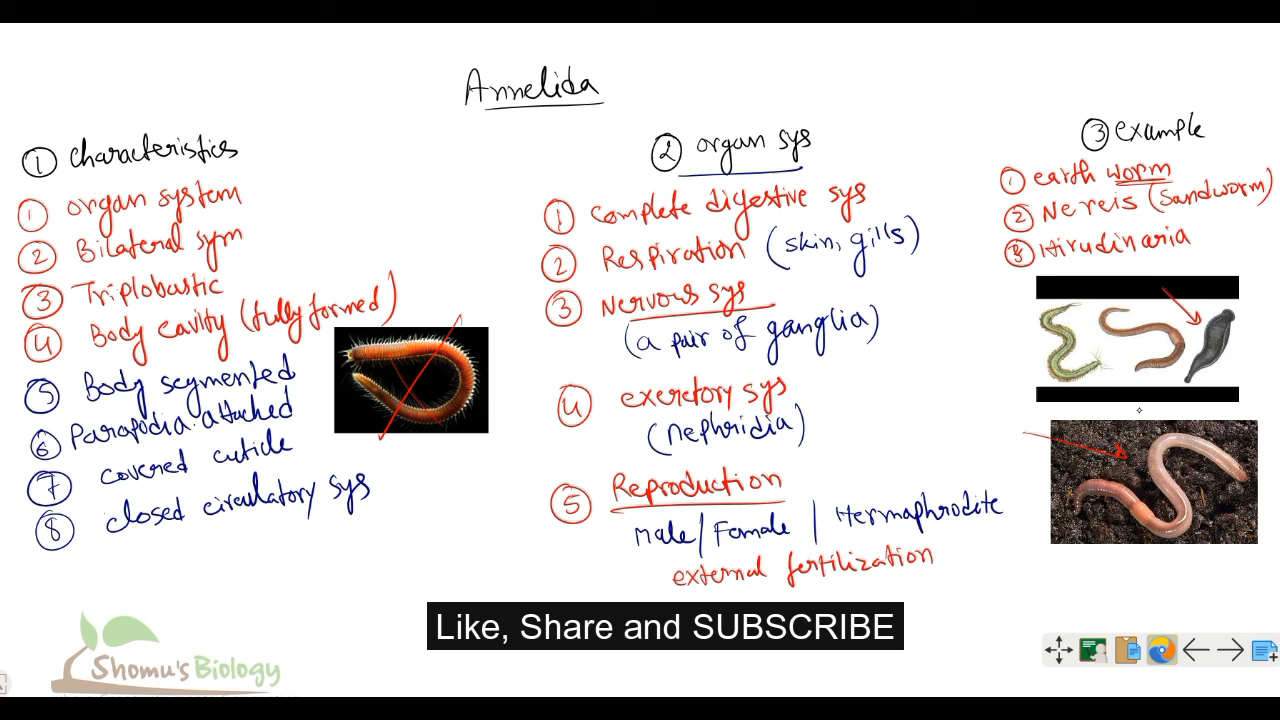 Annelida
① characteristics
① organ system
② Bilateral sym
③ Triplobastic
④ Body cavity (fully formed)
⑤ Body segmented
⑥ Parapodia attached
⑦ covered cuticle
⑧ closed circulatory sys
② organ sys
① Complete digestive sys
② Respiration (skin, gills)
③ Nervous sys
(a pair of ganglia)
④ exeretory sys
(Nephridia)
⑤ Reproduction
Male/Female / Hermaphrodite
external fertilization
③ example
① earth worm
② Nereis (Sandworm)
③ Hirudinaria
Like, Share and SUBSCRIBE
Shomu's Biology